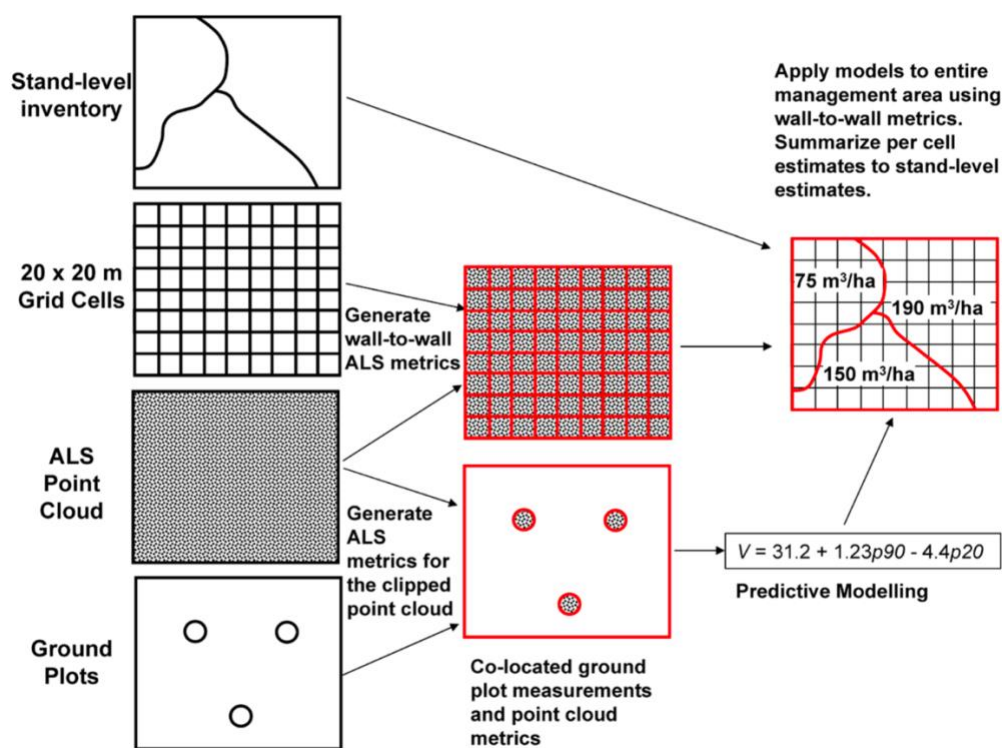 Stand-level
inventory
20 x 20 m
Grid Cells
ALS
Point
Cloud
Ground
Plots
Generate
wall-to-wall
ALS metrics
Generate
ALS
metrics for
the clipped
point cloud
Co-located ground
plot measurements
and point cloud
metrics
Apply models to entire
management area using
wall-to-wall metrics.
Summarize per cell
estimates to stand-level
estimates.
75 m³/ha
190 m³/ha
150 m³/ha
V = 31.2 + 1.23p90 - 4.4p20
Predictive Modelling